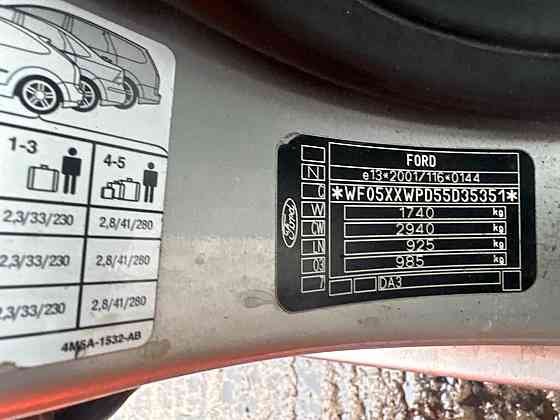 1-3
4-5
2,3/33/230
2,8/41/280
2,3/33/230
2,8/41/280
2,3/33/230
2,8/41/280
4M5A-1532-AB
FORD
e13*2001/116*0144
*WF05XXWPD55D35351*
1740 kg
2940 kg
925 kg
985 kg
DA3
Ford